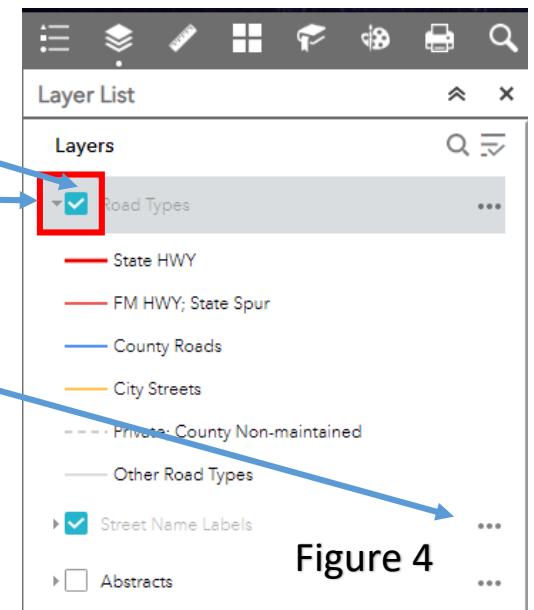 Layer List
Layers
Road Types
State HWY
FM HWY; State Spur
County Roads
City Streets
Private; County Non-maintained
Other Road Types
Street Name Labels
Figure 4
Abstracts